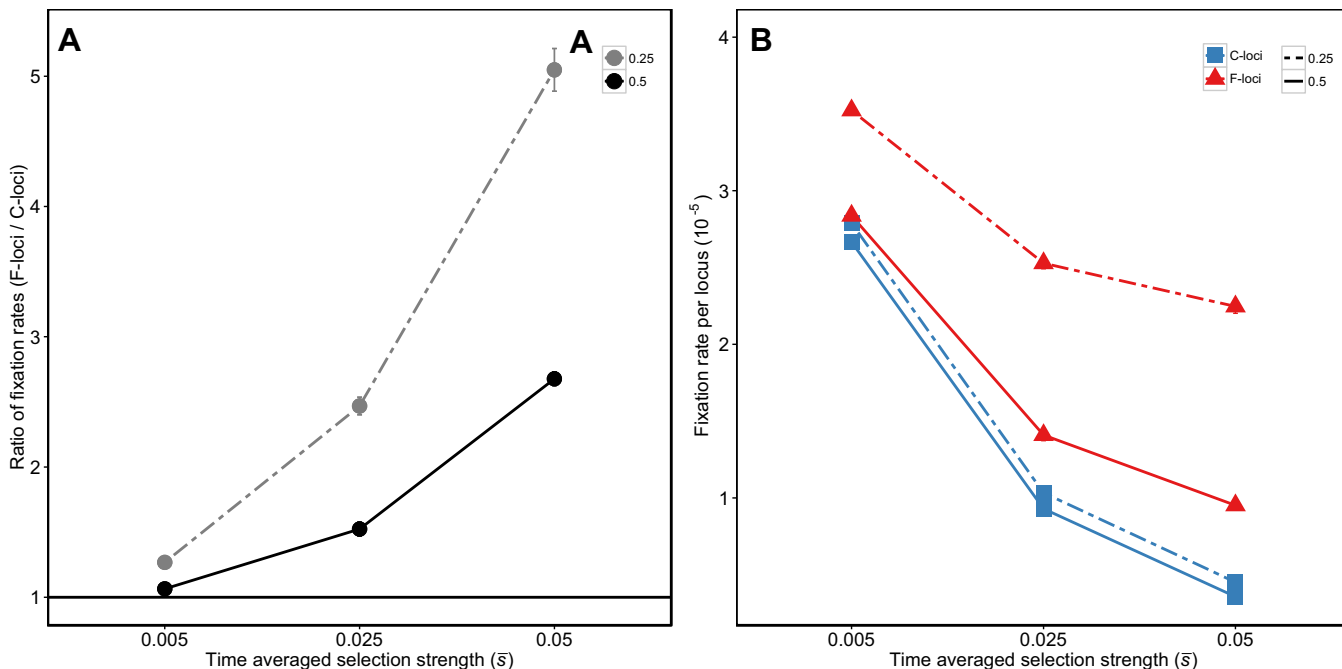 A
A
0.25
0.5
5
4
3
2
1
Ratio of fixation rates (F-loci / C-loci)
0.005
0.025
0.05
Time averaged selection strength (s̅)
B
C-loci
F-loci
0.25
0.5
4
3
2
1
Fixation rate per locus (10⁻⁵)
0.005
0.025
0.05
Time averaged selection strength (s̅)